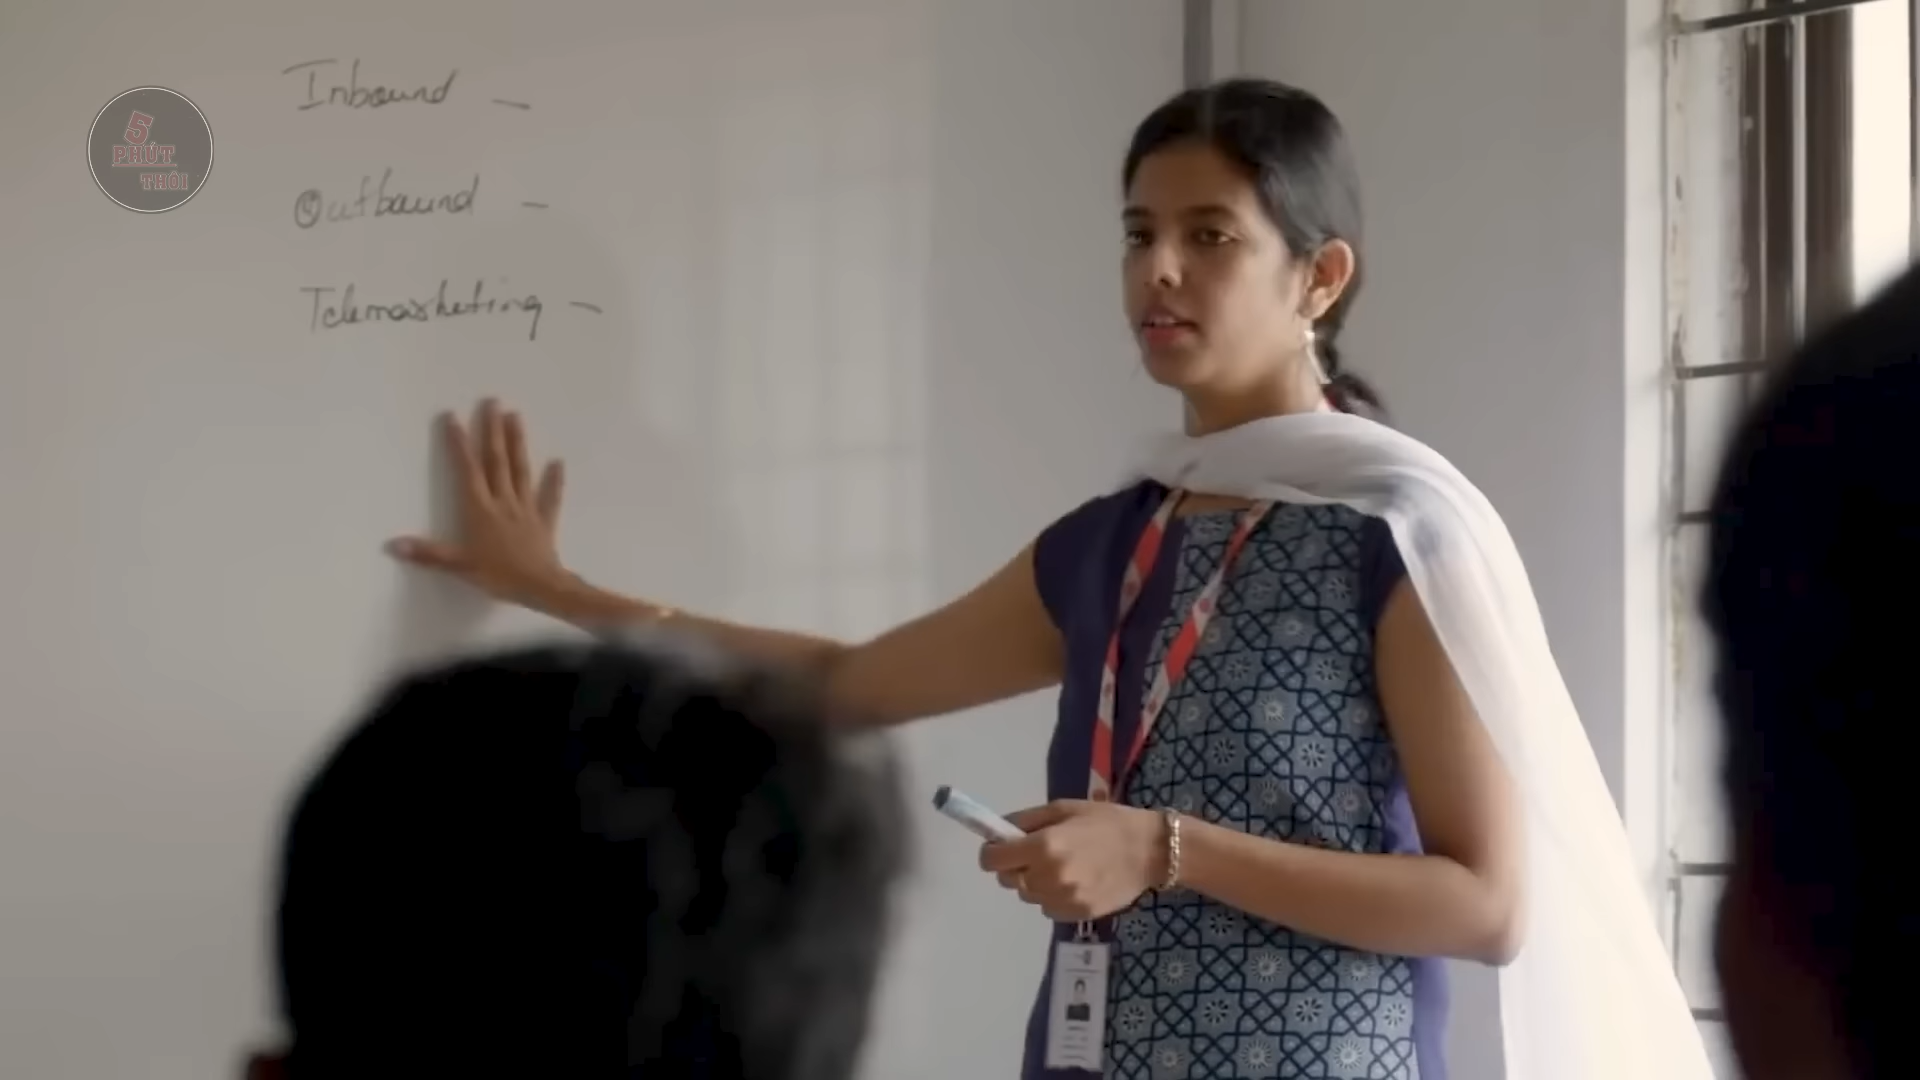 Inbound -
Outbound -
Telemarketing -
5
PHÚT
THÔI